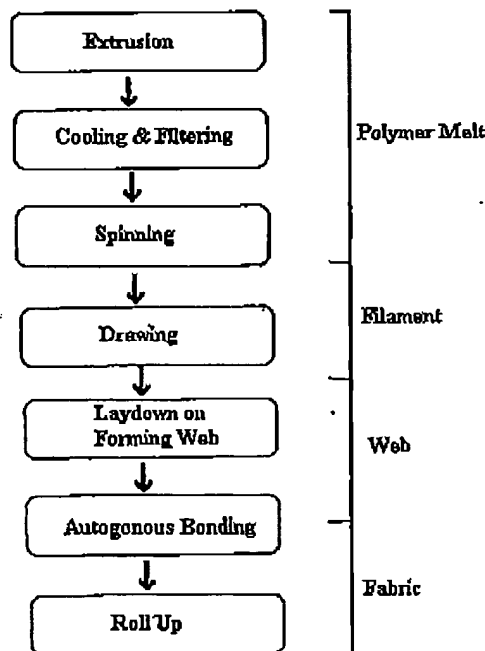 Extrusion
Cooling & Filtering
Polymer Melt
Spinning
Filament
Drawing
Laydown on
Forming Web
Web
Autogonous Bonding
Fabric
Roll Up